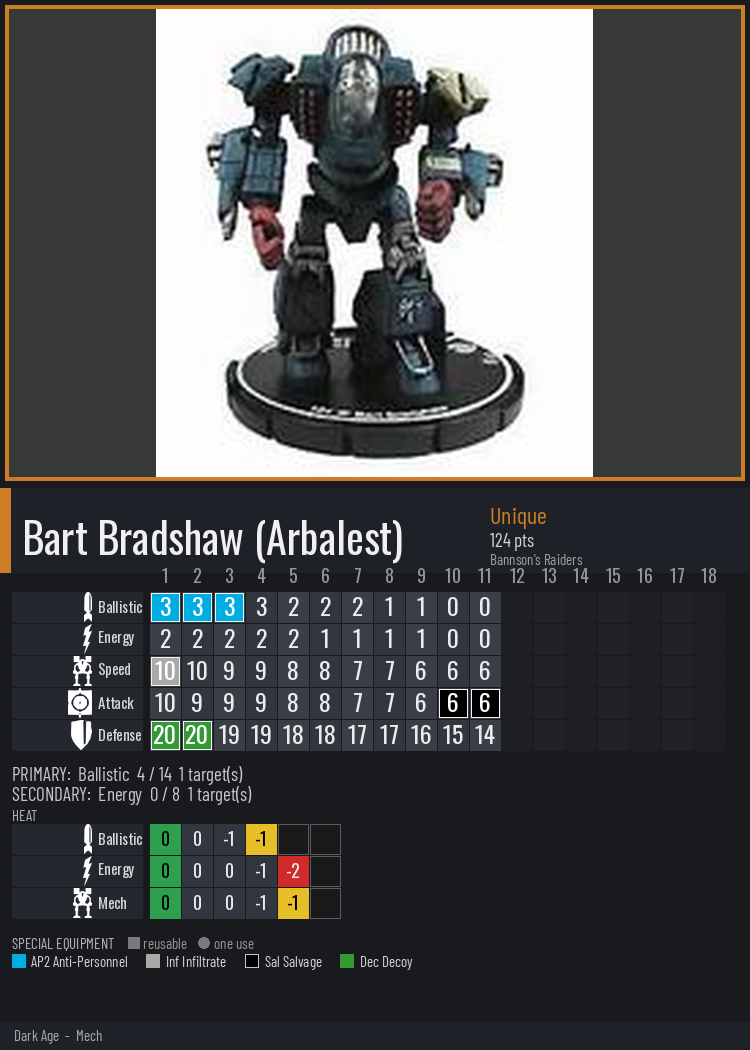 Bart Bradshaw (Arbalest)
Unique
124 pts
Bannson's Raiders
1 2 3 4 5 6 7 8 9 10 11 12 13 14 15 16 17 18
Ballistic 3 3 3 3 2 2 2 1 1 0 0
Energy 2 2 2 2 2 1 1 1 1 0 0
Speed 10 10 9 9 8 8 7 7 6 6 6
Attack 10 9 9 9 8 8 7 7 6 6 6
Defense 20 20 19 19 18 18 17 17 16 15 14
PRIMARY: Ballistic 4 / 14 1 target(s)
SECONDARY: Energy 0 / 8 1 target(s)
HEAT
Ballistic 0 0 -1 -1
Energy 0 0 0 -1 -2
Mech 0 0 0 -1 -1
SPECIAL EQUIPMENT reusable one use
AP2 Anti-Personnel Inf Infiltrate Sal Salvage Dec Decoy
Dark Age - Mech